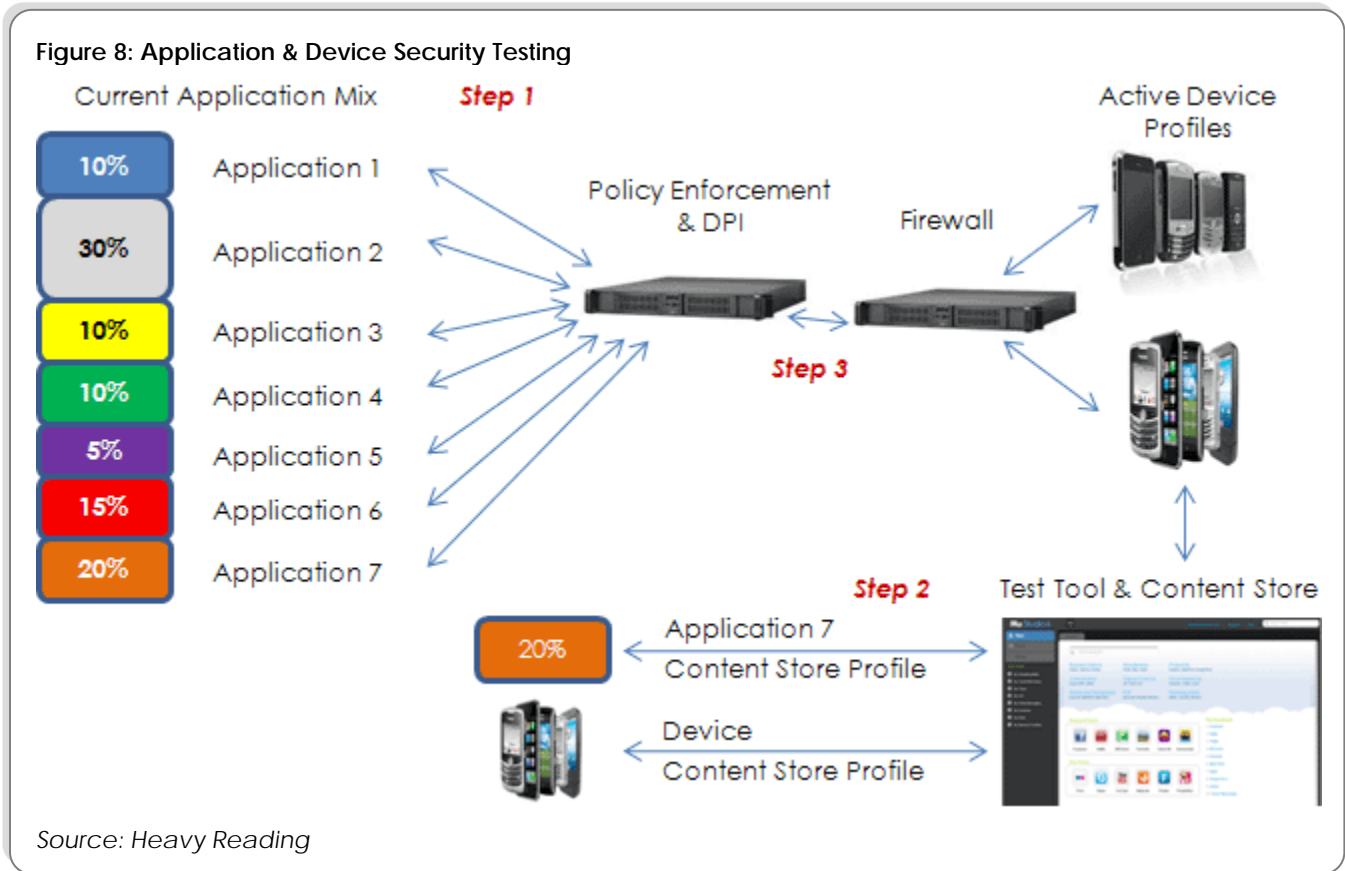 Figure 8: Application & Device Security Testing
Current Application Mix
Step 1
Active Device
Profiles
10%
Application 1
Policy Enforcement
& DPI
Firewall
30%
Application 2
10%
Application 3
Step 3
10%
Application 4
5%
Application 5
15%
Application 6
20%
Application 7
Step 2
Test Tool & Content Store
20%
Application 7
Content Store Profile
Device
Content Store Profile
Source: Heavy Reading